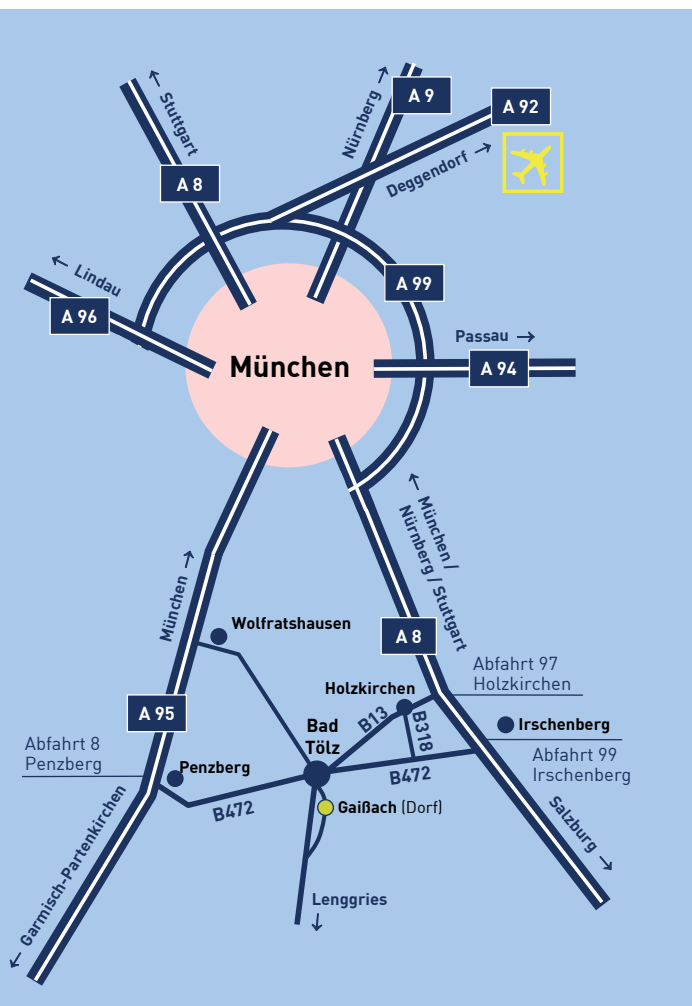 A 9
A 92
Stuttgart
Nürnberg
Deggendorf
A 8
Lindau
A 99
A 96
Passau
München
A 94
München /
Nürnberg / Stuttgart
München
Wolfratshausen
A 8
Abfahrt 97
Holzkirchen
Holzkirchen
A 95
B13
B318
Irschenberg
Bad
Tölz
Abfahrt 8
Penzberg
Penzberg
Abfahrt 99
Irschenberg
B472
B472
Gaißach (Dorf)
Salzburg
Garmisch-Partenkirchen
Lenggries